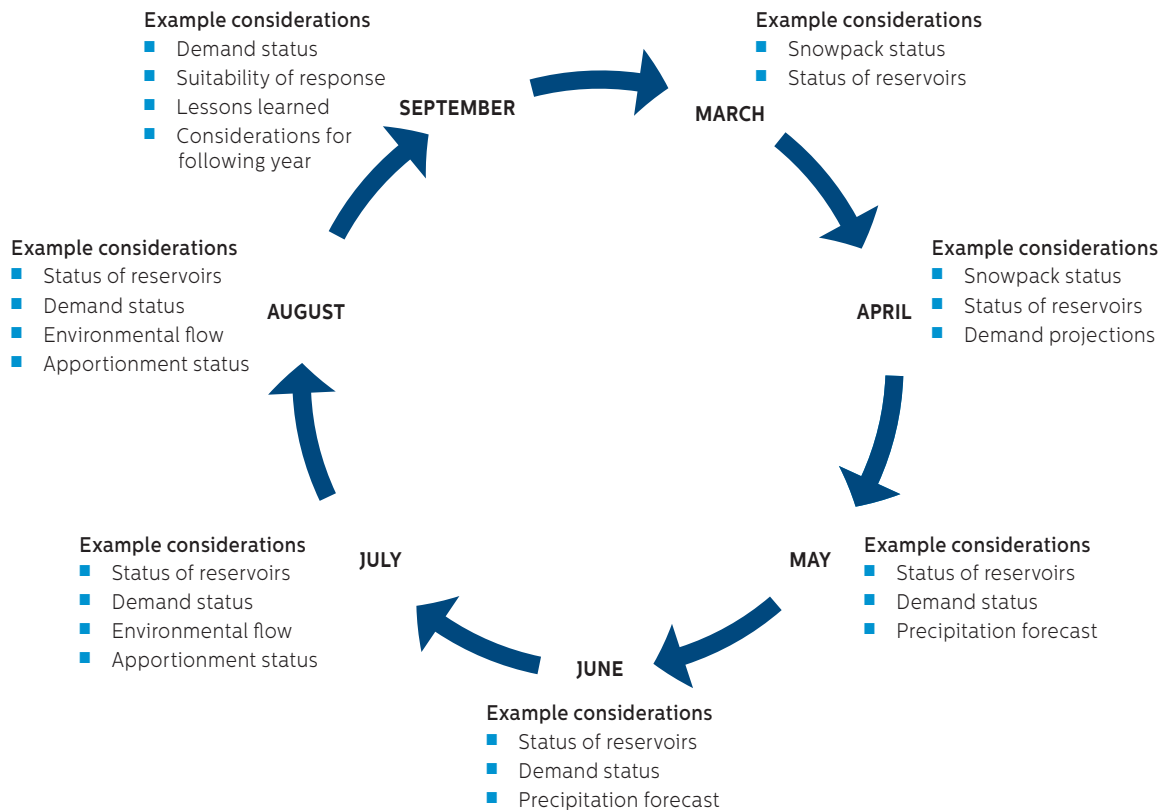 Example considerations
Demand status
Suitability of response
Lessons learned
Considerations for
following year
SEPTEMBER
Example considerations
Snowpack status
Status of reservoirs
MARCH
Example considerations
Snowpack status
Status of reservoirs
Demand projections
APRIL
Example considerations
Status of reservoirs
Demand status
Precipitation forecast
MAY
JUNE
Example considerations
Status of reservoirs
Demand status
Precipitation forecast
Example considerations
Status of reservoirs
Demand status
Environmental flow
Apportionment status
JULY
Example considerations
Status of reservoirs
Demand status
Environmental flow
Apportionment status
AUGUST